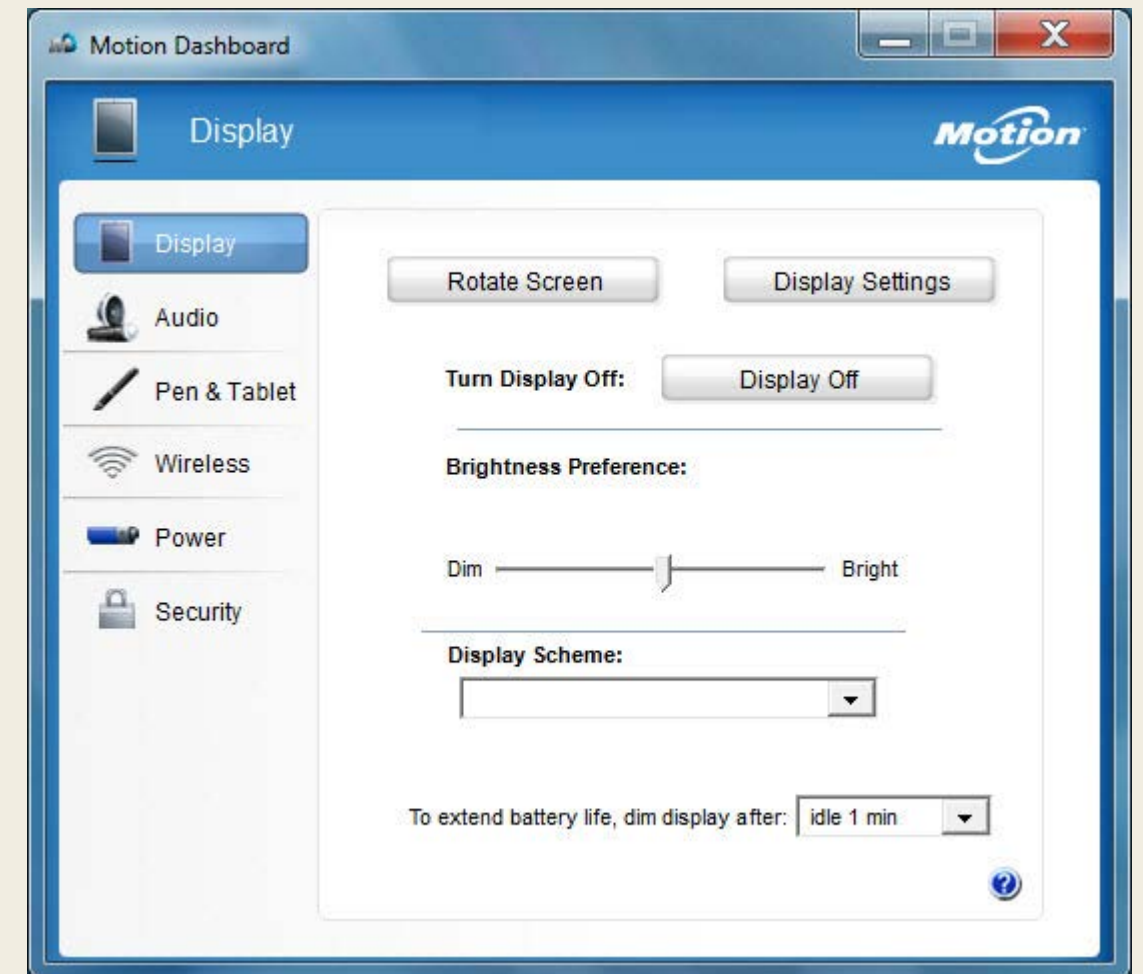 Motion Dashboard
Display
Motion
Display
Audio
Pen & Tablet
Wireless
Power
Security
Rotate Screen
Display Settings
Turn Display Off:
Display Off
Brightness Preference:
Dim
Bright
Display Scheme:
To extend battery life, dim display after:
idle 1 min
?